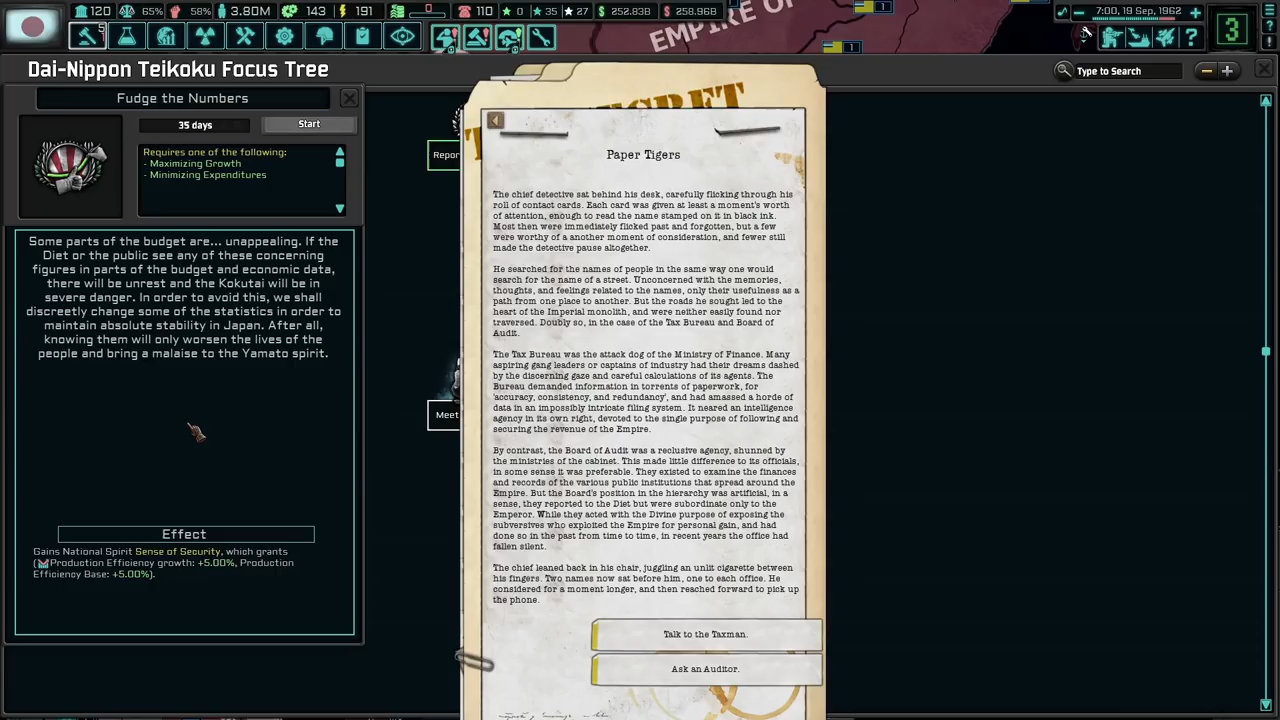 120 65% 58% 3.80M 143 191 110 0 35 27 252.83B 258.96B
7:00, 19 Sep, 1962
5
3
1
1
EMPIRE OF
Dai-Nippon Teikoku Focus Tree
Type to Search
Fudge the Numbers
35 days
Start
Requires one of the following:
- Maximizing Growth
- Minimizing Expenditures
Some parts of the budget are... unappealing. If the
Diet or the public see any of these concerning
figures in parts of the budget and economic data,
there will be unrest and the Kokutai will be in
severe danger. In order to avoid this, we shall
discreetly change some of the statistics in order to
maintain absolute stability in Japan. After all,
knowing them will only worsen the lives of the
people and bring a malaise to the Yamato spirit.
Effect
Gains National Spirit Sense of Security, which grants
(Production Efficiency growth: +5.00%, Production
Efficiency Base: +5.00%).
Repor
Meet
Paper Tigers
The chief detective sat behind his desk, carefully flicking through his
roll of contact cards. Each card was given at least a moment's worth
of attention, enough to read the name stamped on it in black ink.
Most then were immediately flicked past and forgotten, but a few
were worthy of a another moment of consideration, and fewer still
made the detective pause altogether.
He searched for the names of people in the same way one would
search for the name of a street. Unconcerned with the memories,
thoughts, and feelings related to the names, only their usefulness as a
path from one place to another. But the roads he sought led to the
heart of the Imperial monolith, and were neither easily found nor
traversed. Doubly so, in the case of the Tax Bureau and Board of
Audit.
The Tax Bureau was the attack dog of the Ministry of Finance. Many
aspiring gang leaders or captains of industry had their dreams dashed
by the discerning gaze and careful calculations of its agents. The
Bureau demanded information in torrents of paperwork, for
'accuracy, consistency, and redundancy', and had amassed a horde of
data in an impossibly intricate filing system. It neared an intelligence
agency in its own right, devoted to the single purpose of following and
securing the revenue of the Empire.
By contrast, the Board of Audit was a reclusive agency, shunned by
the ministries of the cabinet. This made little difference to its officials,
in some sense it was preferable. They existed to examine the finances
and records of the various public institutions that spread around the
Empire. But the Board's position in the hierarchy was artificial, in a
sense, they reported to the Diet but were subordinate only to the
Emperor. While they acted with the Divine purpose of exposing the
subversives who exploited the Empire for personal gain, and had
done so in the past from time to time, in recent years the office had
fallen silent.
The chief leaned back in his chair, juggling an unlit cigarette between
his fingers. Two names now sat before him, one to each office. He
considered for a moment longer, and then reached forward to pick up
the phone.
Talk to the Taxman.
Ask an Auditor.